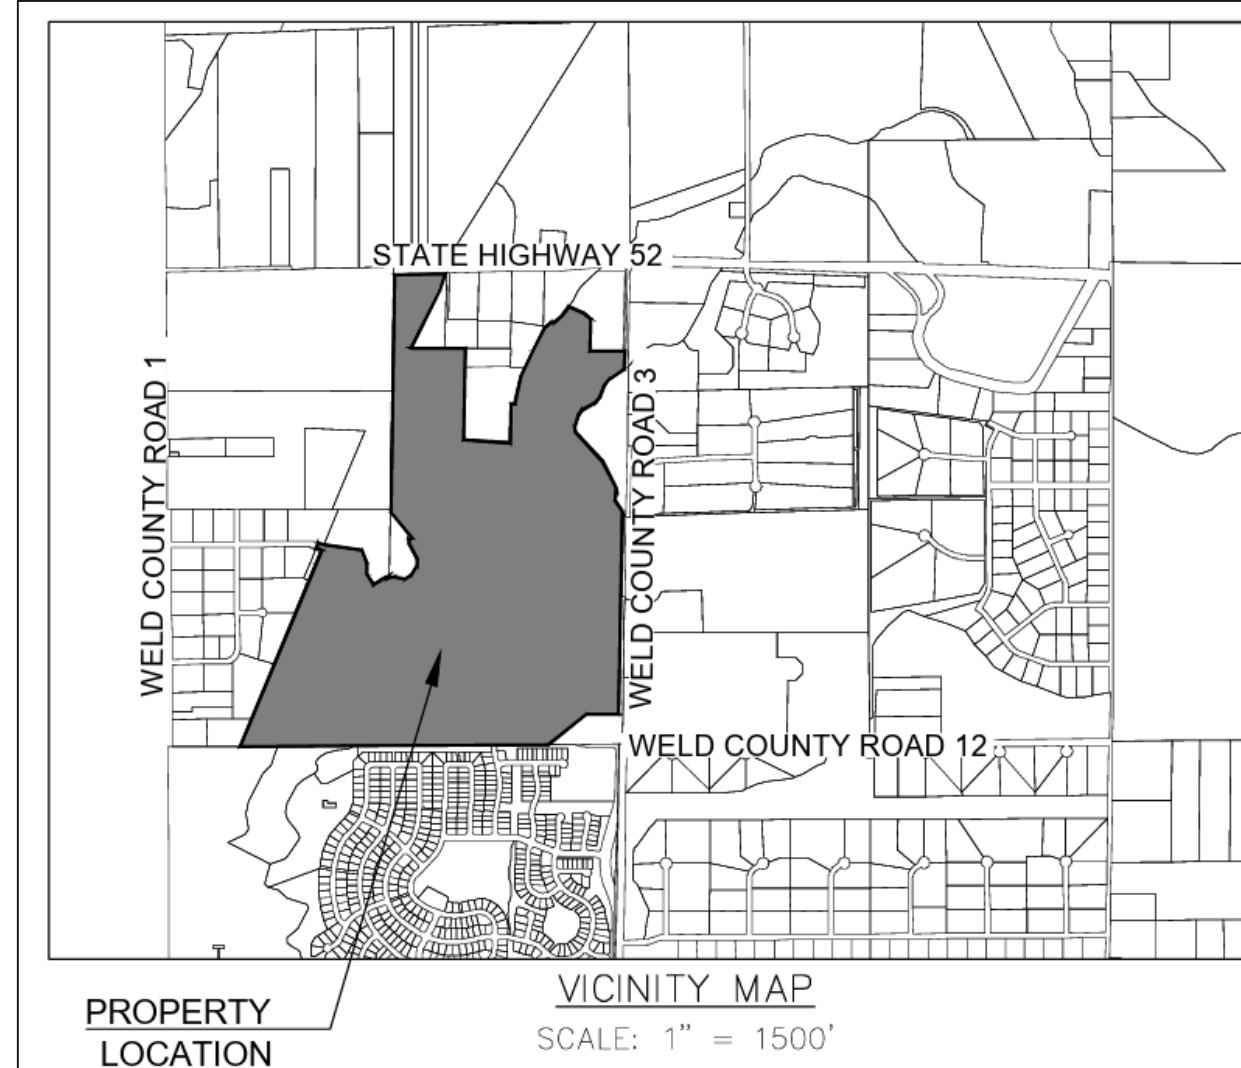 STATE HIGHWAY 52
WELD COUNTY ROAD 1
WELD COUNTY ROAD 3
WELD COUNTY ROAD 12
PROPERTY
LOCATION
VICINITY MAP
SCALE: 1" = 1500'